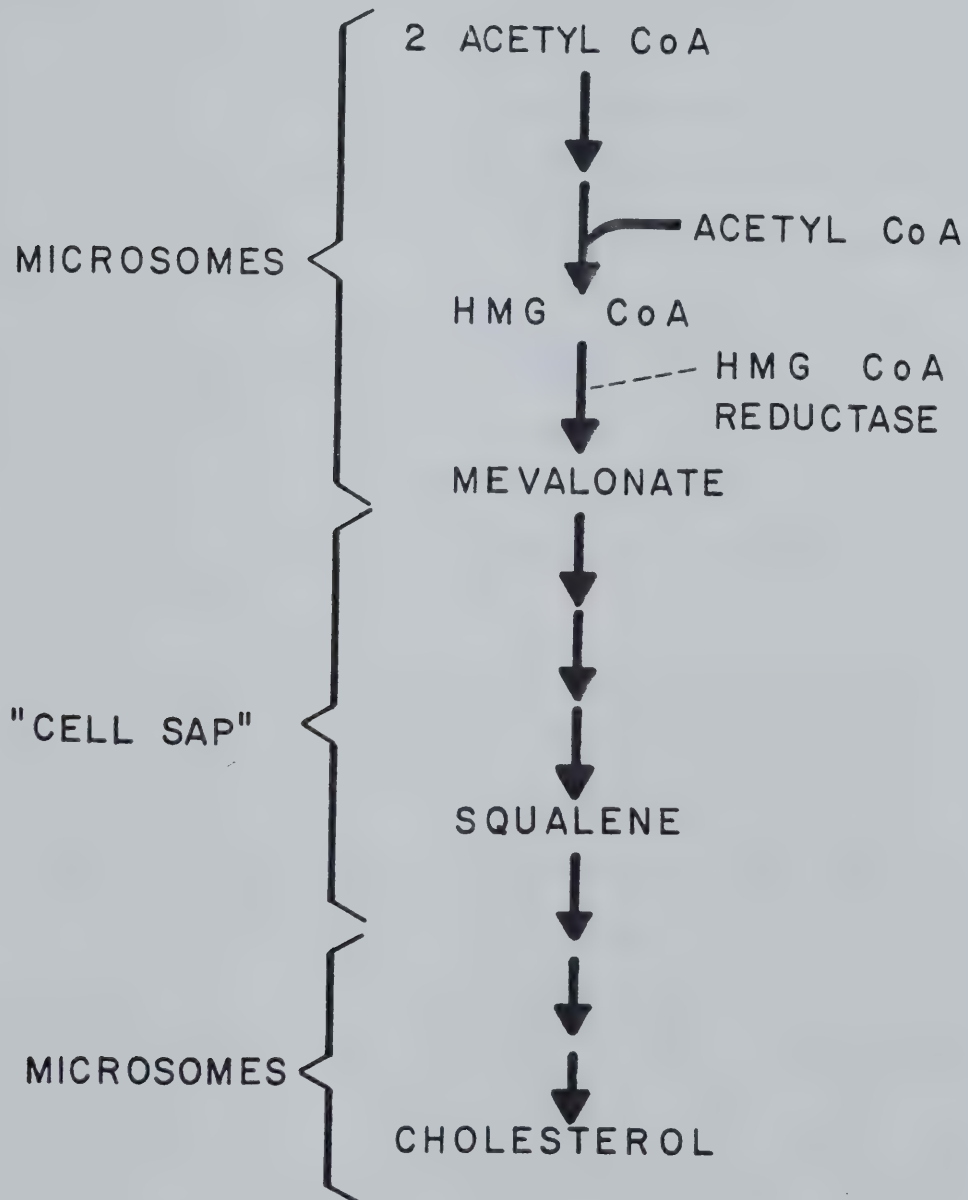 2 ACETYL CoA
ACETYL CoA
MICROSOMES
HMG CoA
HMG CoA
REDUCTASE
MEVALONATE
"CELL SAP"
SQUALENE
MICROSOMES
CHOLESTEROL